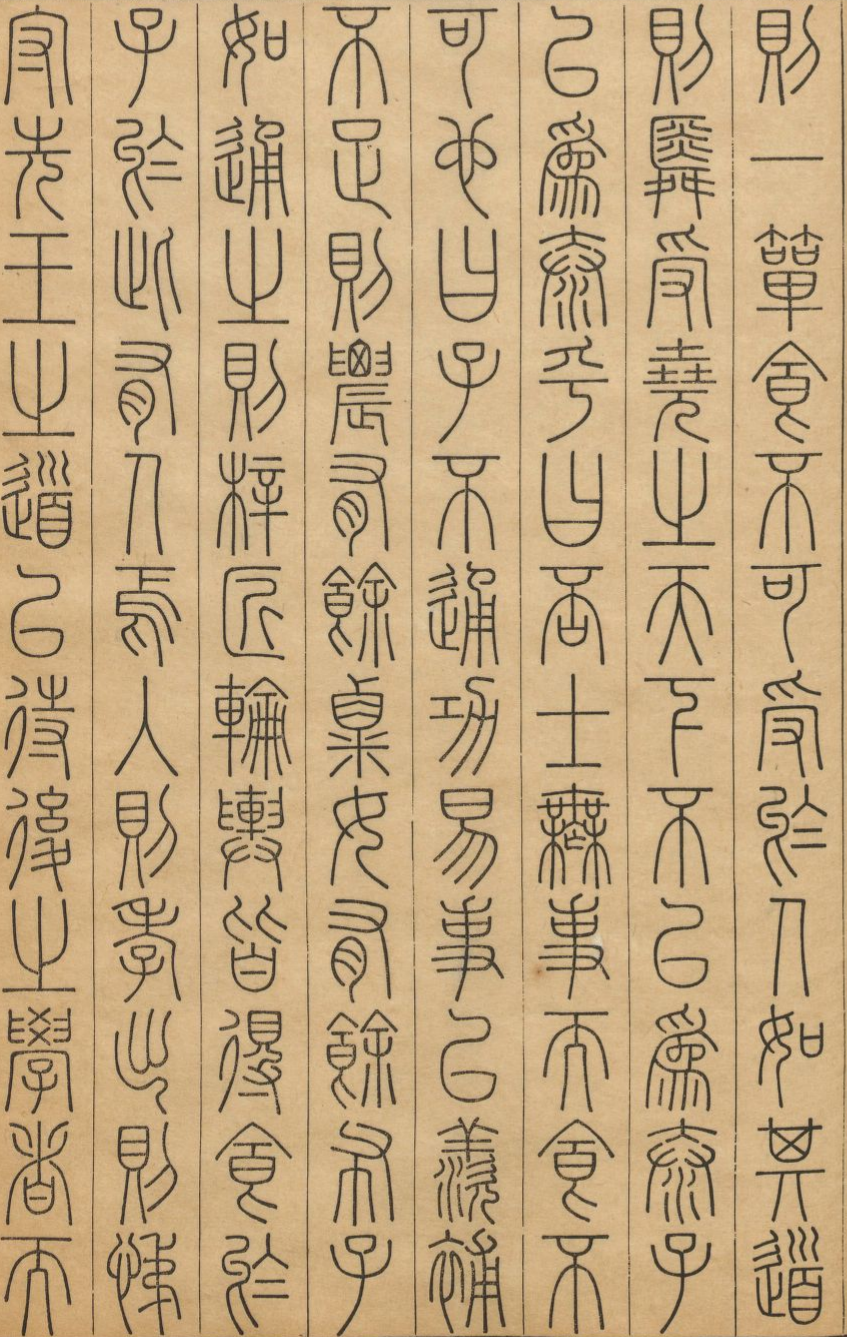 則一簞食不可受於人如其道
則舜受堯之天下不以爲泰子
以爲泰乎曰否士無事而食不
可也曰子不通功易事以羨補
不足則農有餘粟女有餘布子
如通之則梓匠輪輿皆得食於
子於此有人焉入則孝出則悌
守先王之道以待後之學者而